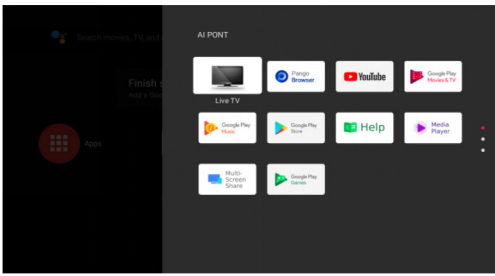 Search movies, TV, and
AI PONT
Finish
Add a Goo
Live TV
Pango
Browser
YouTube
Google Play
Movies & TV
Apps
Google Play
Music
Google Play
Store
Help
Media
Player
Multi-
Screen
Share
Google Play
Games